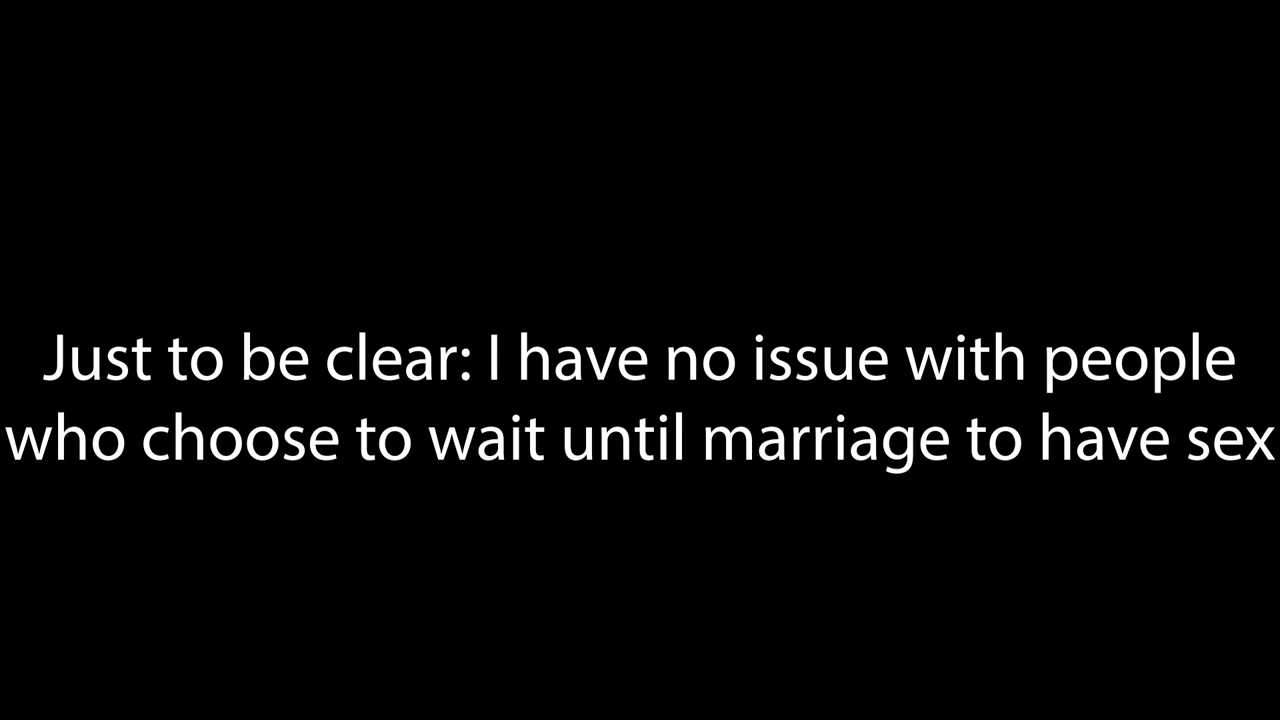 Just to be clear: I have no issue with people
who choose to wait until marriage to have sex